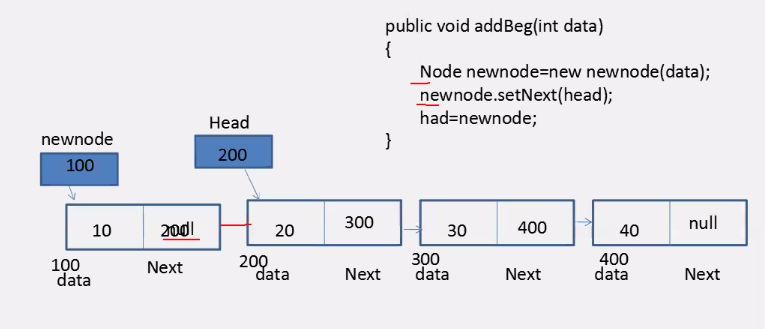 public void addBeg(int data)
{
Node newnode=new newnode(data);
newnode.setNext(head);
had=newnode;
}
newnode
100
Head
200
10 200 null
20 300
30 400
40 null
100 data Next
200 data Next
300 data Next
400 data Next